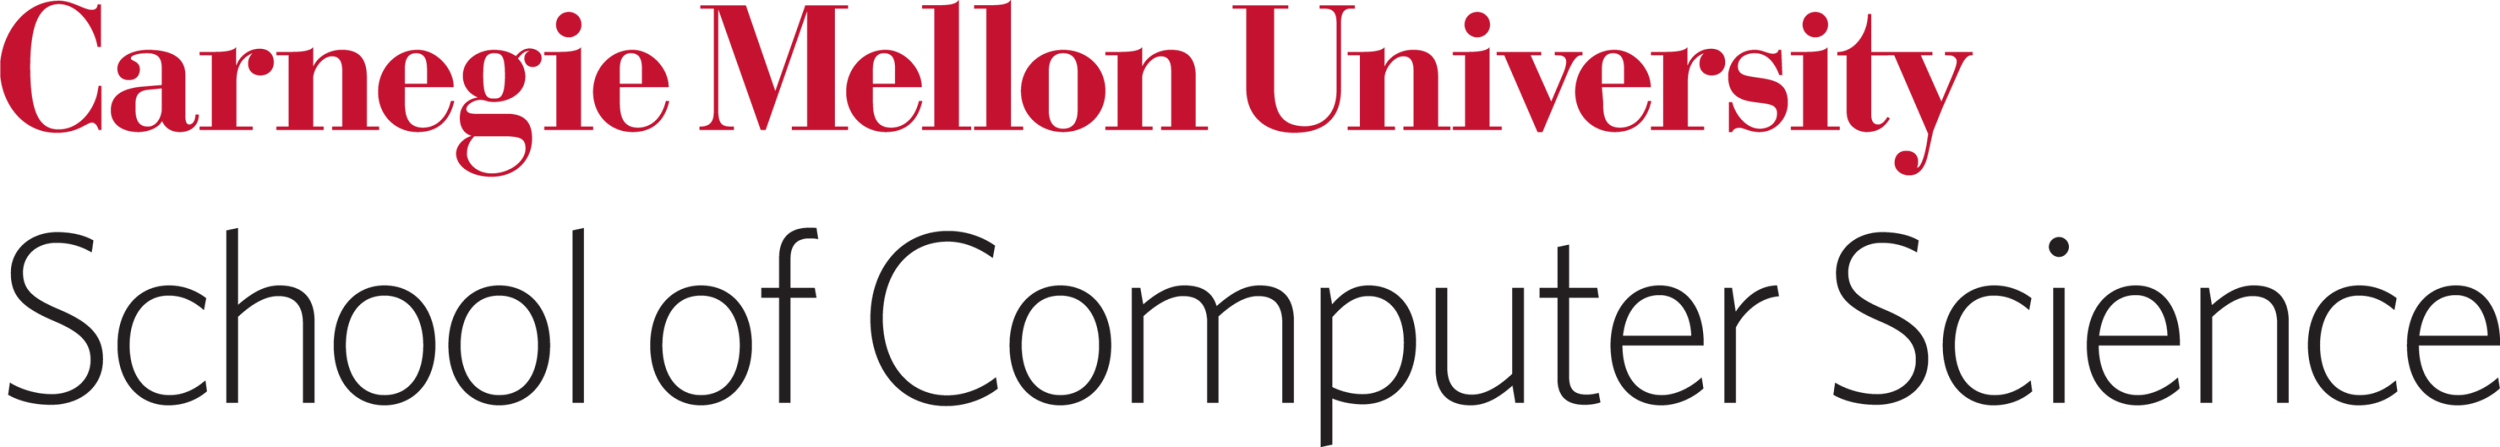 Carnegie Mellon University
School of Computer Science